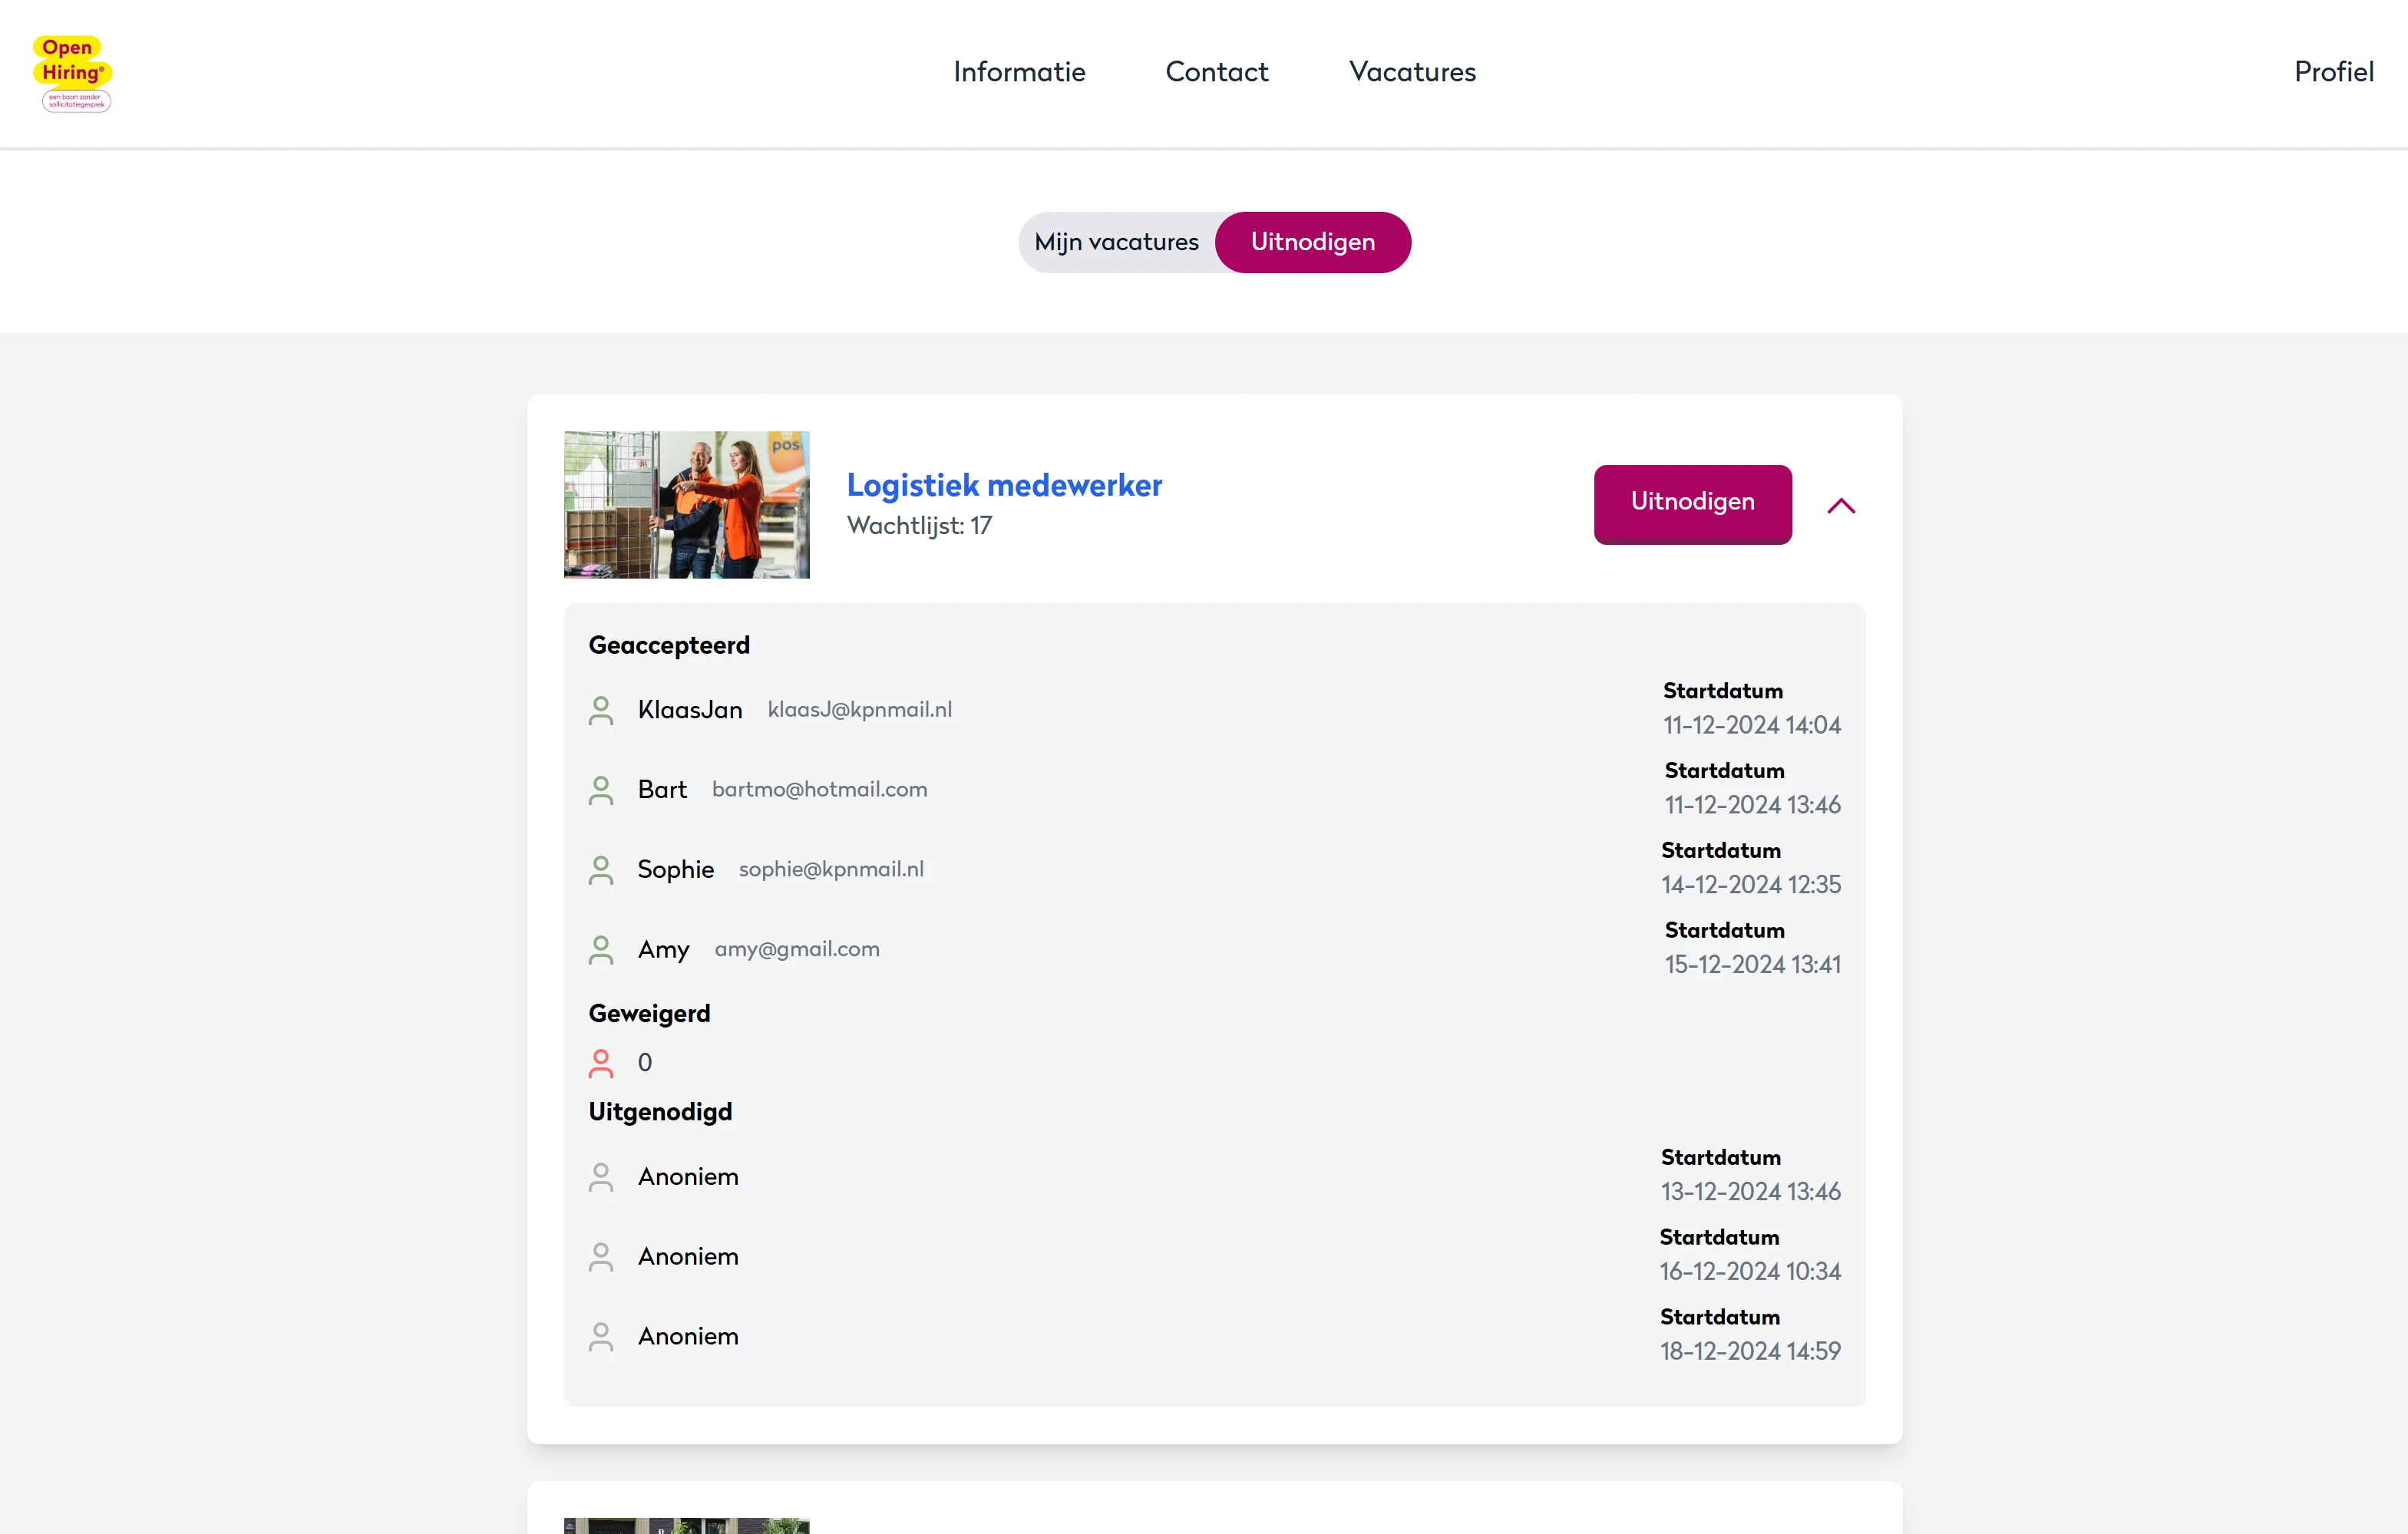 Open
Hiring®
een baan zonder
sollicitatiegesprek
Informatie
Contact
Vacatures
Profiel
Mijn vacatures
Uitnodigen
pos
Logistiek medewerker
Wachtlijst: 17
Uitnodigen
Geaccepteerd
KlaasJan klaasJ@kpnmail.nl
Startdatum
11-12-2024 14:04
Bart bartmo@hotmail.com
Startdatum
11-12-2024 13:46
Sophie sophie@kpnmail.nl
Startdatum
14-12-2024 12:35
Amy amy@gmail.com
Startdatum
15-12-2024 13:41
Geweigerd
0
Uitgenodigd
Anoniem
Startdatum
13-12-2024 13:46
Anoniem
Startdatum
16-12-2024 10:34
Anoniem
Startdatum
18-12-2024 14:59